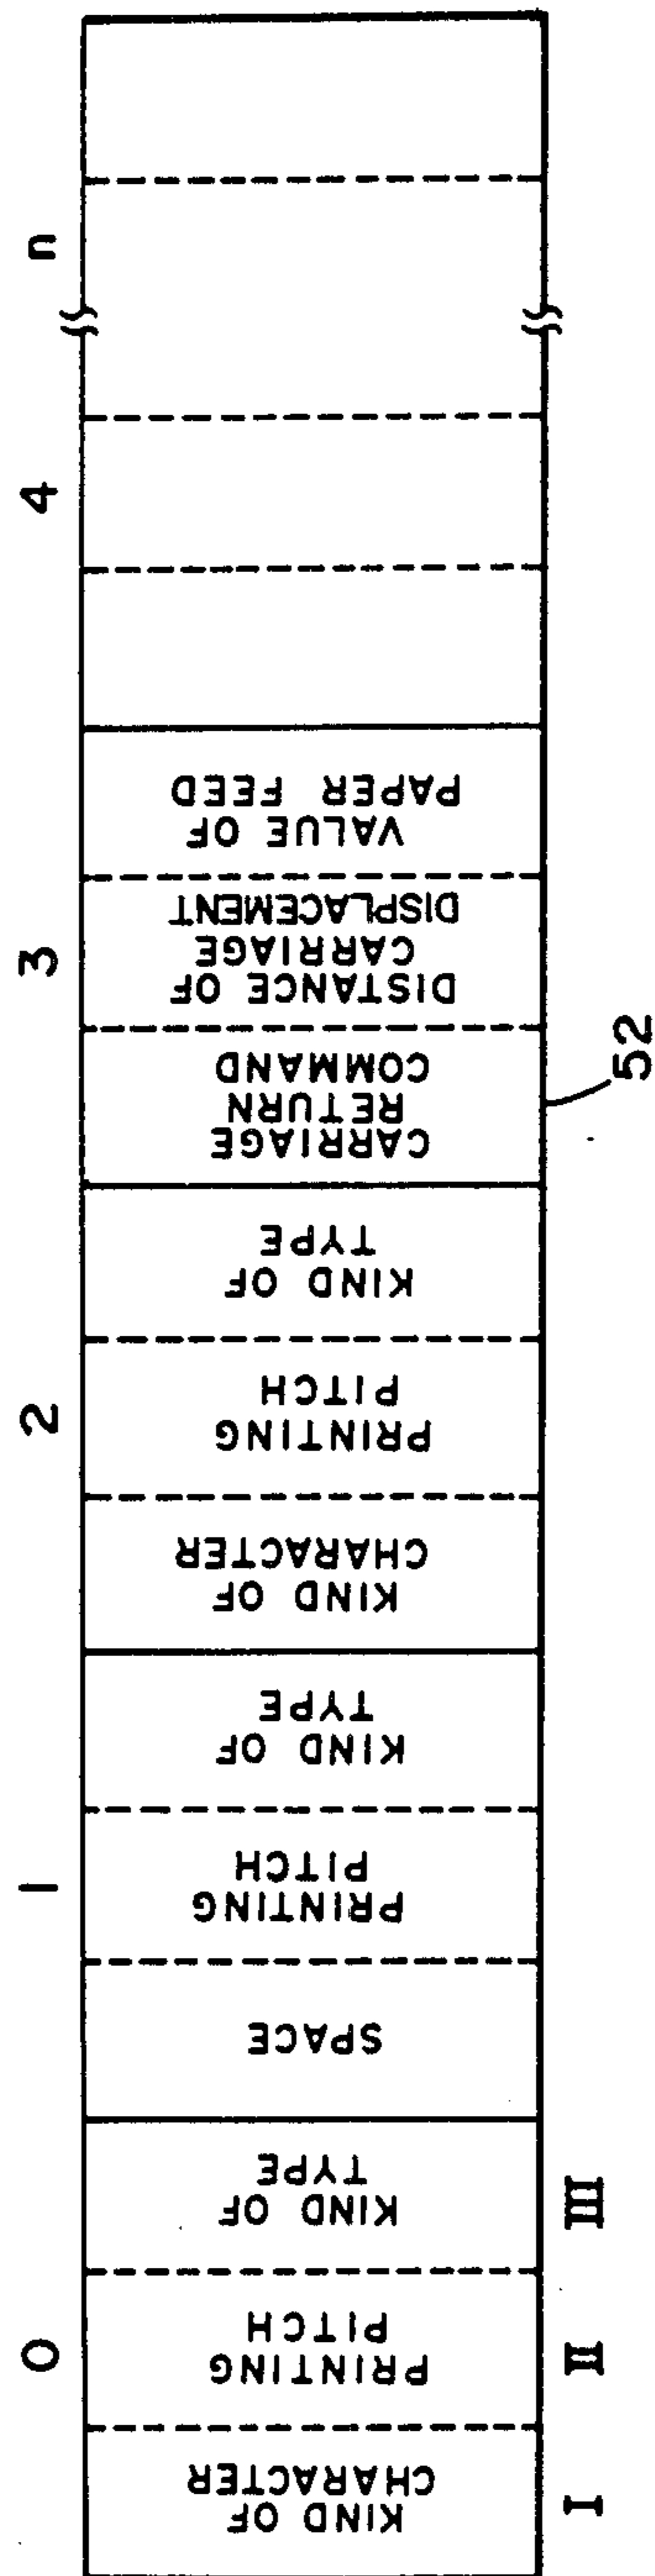 0
1
2
3
4
n
KIND OF
CHARACTER
PRINTING
PITCH
KIND OF
TYPE
SPACE
PRINTING
PITCH
KIND OF
TYPE
KIND OF
CHARACTER
PRINTING
PITCH
KIND OF
TYPE
CARRIAGE
RETURN
COMMAND
DISTANCE OF
CARRIAGE
DISPLACEMENT
VALUE OF
PAPER FEED
I
II
III
52